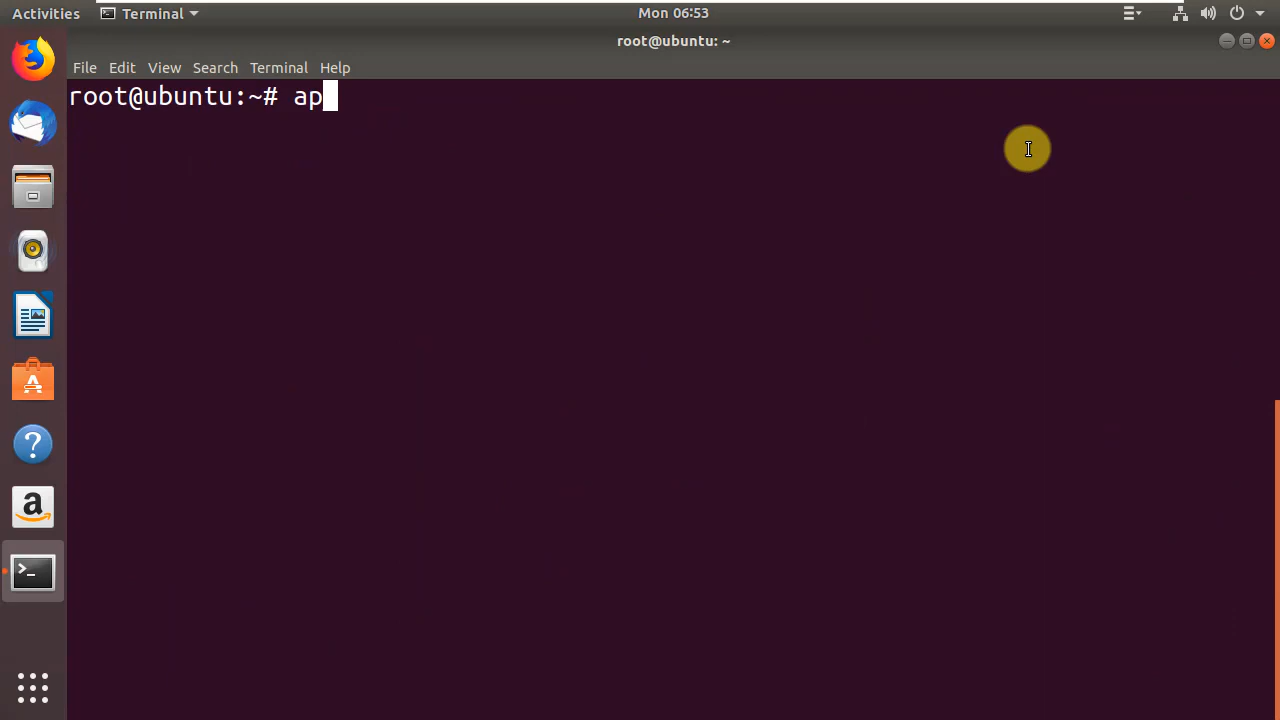 Activities
Terminal
Mon 06:53
root@ubuntu: ~
File Edit View Search Terminal Help
root@ubuntu:~# ap